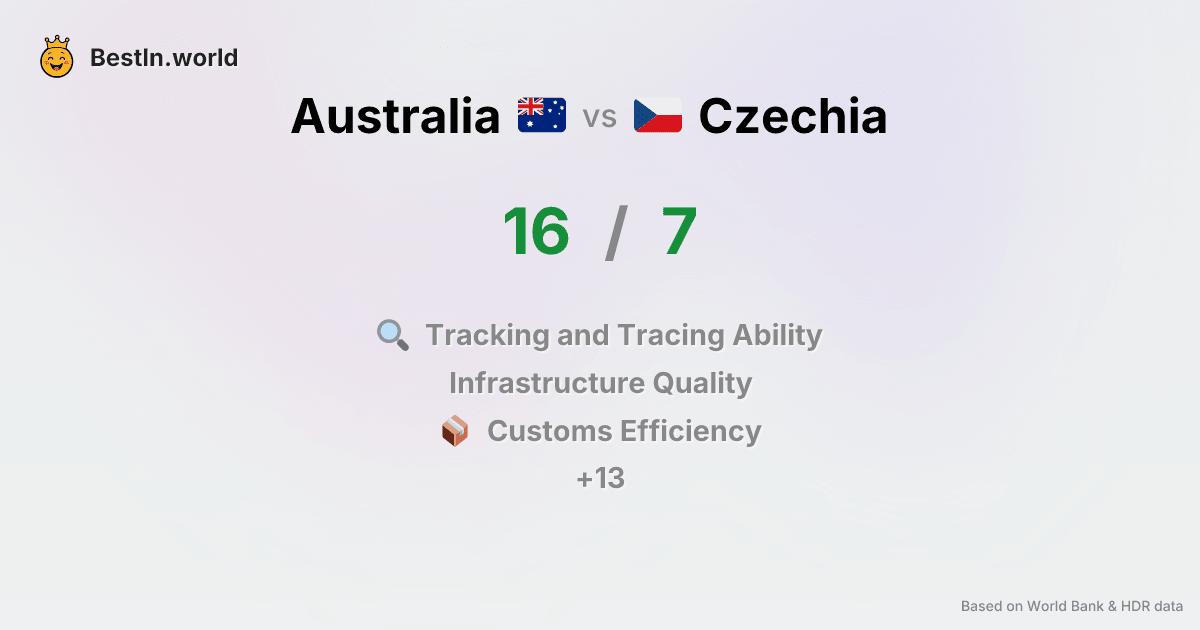 BestIn.world
Australia vs Czechia
16 / 7
Tracking and Tracing Ability
Infrastructure Quality
Customs Efficiency
+13
Based on World Bank & HDR data